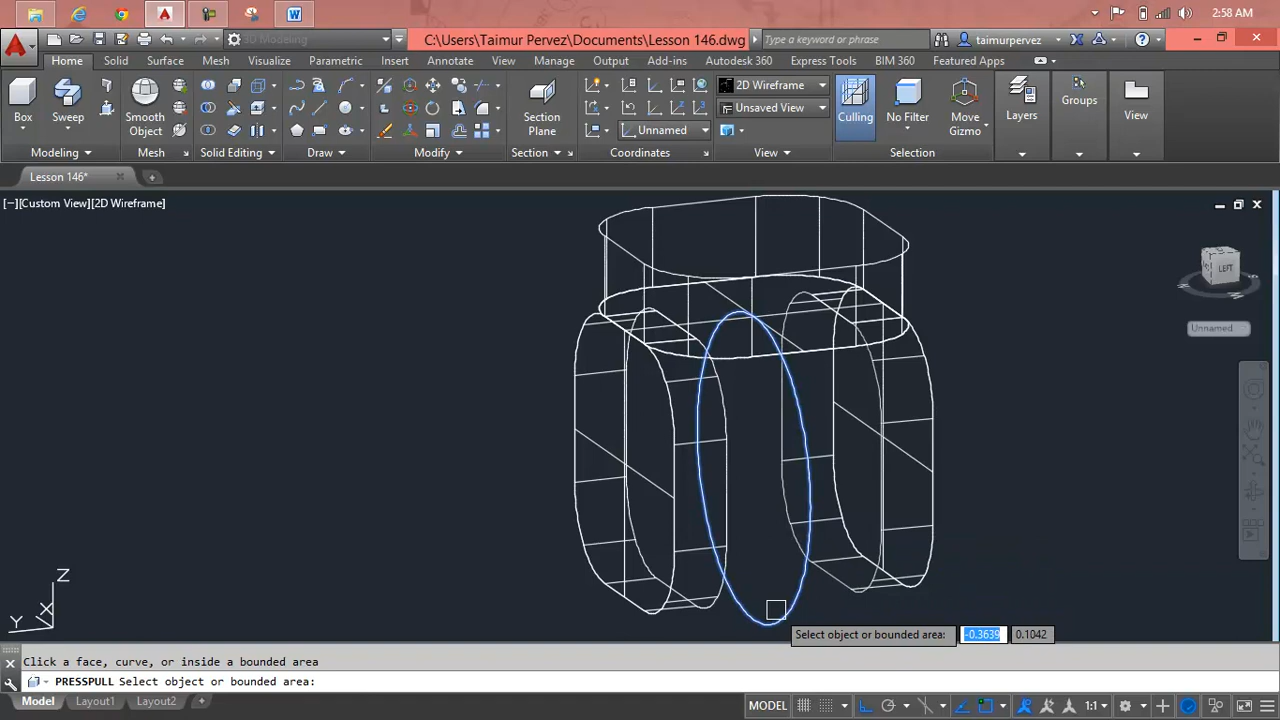 2:58 AM
3D Modeling
C:\Users\Taimur Pervez\Documents\Lesson 146.dwg
Type a keyword or phrase
taimurpervez
Home Solid Surface Mesh Visualize Parametric Insert Annotate View Manage Output Add-ins Autodesk 360 Express Tools BIM 360 Featured Apps
Box
Sweep
Smooth Object
Section Plane
2D Wireframe
Unsaved View
Unnamed
Culling
No Filter
Move Gizmo
Layers
Groups
View
Modeling Mesh Solid Editing Draw Modify Section Coordinates View Selection
Lesson 146*
[−][Custom View][2D Wireframe]
LEFT
Unnamed
Z
X
Y
Select object or bounded area: -0.3639 0.1042
Click a face, curve, or inside a bounded area
PRESSPULL Select object or bounded area:
Model Layout1 Layout2 +
MODEL
1:1